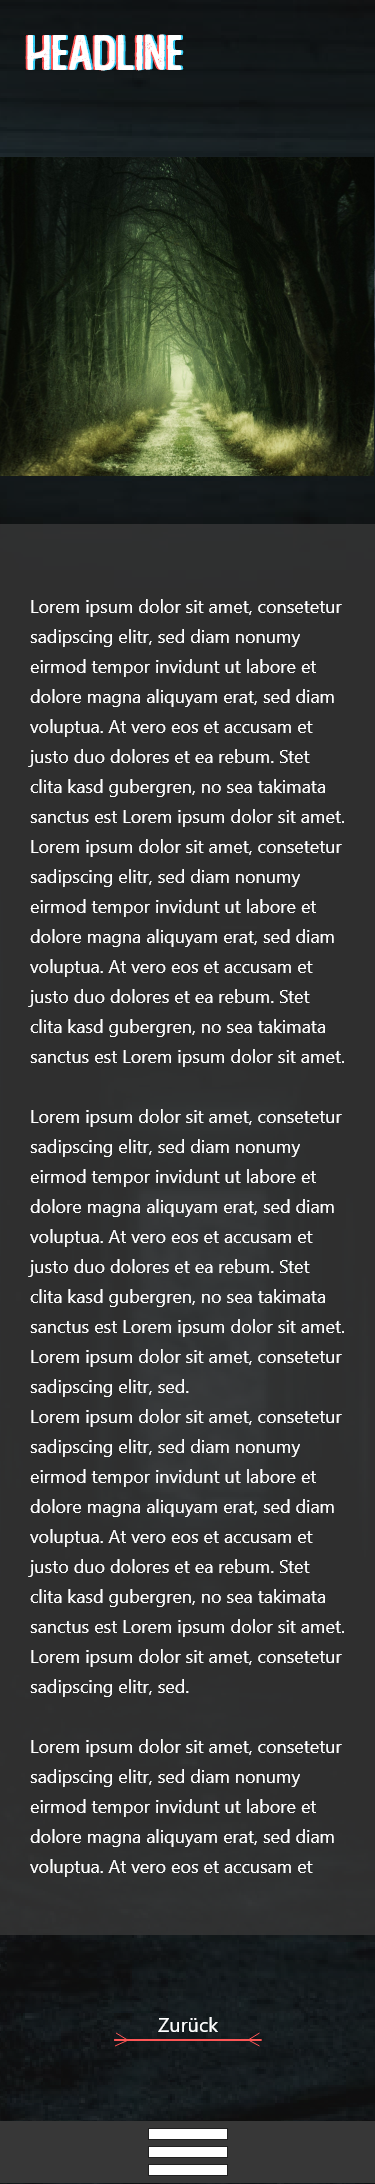 HEADLINE
Lorem ipsum dolor sit amet, consetetur
sadipscing elitr, sed diam nonumy
eirmod tempor invidunt ut labore et
dolore magna aliquyam erat, sed diam
voluptua. At vero eos et accusam et
justo duo dolores et ea rebum. Stet
clita kasd gubergren, no sea takimata
sanctus est Lorem ipsum dolor sit amet.
Lorem ipsum dolor sit amet, consetetur
sadipscing elitr, sed diam nonumy
eirmod tempor invidunt ut labore et
dolore magna aliquyam erat, sed diam
voluptua. At vero eos et accusam et
justo duo dolores et ea rebum. Stet
clita kasd gubergren, no sea takimata
sanctus est Lorem ipsum dolor sit amet.
Lorem ipsum dolor sit amet, consetetur
sadipscing elitr, sed diam nonumy
eirmod tempor invidunt ut labore et
dolore magna aliquyam erat, sed diam
voluptua. At vero eos et accusam et
justo duo dolores et ea rebum. Stet
clita kasd gubergren, no sea takimata
sanctus est Lorem ipsum dolor sit amet.
Lorem ipsum dolor sit amet, consetetur
sadipscing elitr, sed.
Lorem ipsum dolor sit amet, consetetur
sadipscing elitr, sed diam nonumy
eirmod tempor invidunt ut labore et
dolore magna aliquyam erat, sed diam
voluptua. At vero eos et accusam et
justo duo dolores et ea rebum. Stet
clita kasd gubergren, no sea takimata
sanctus est Lorem ipsum dolor sit amet.
Lorem ipsum dolor sit amet, consetetur
sadipscing elitr, sed.
Lorem ipsum dolor sit amet, consetetur
sadipscing elitr, sed diam nonumy
eirmod tempor invidunt ut labore et
dolore magna aliquyam erat, sed diam
voluptua. At vero eos et accusam et
Zurück